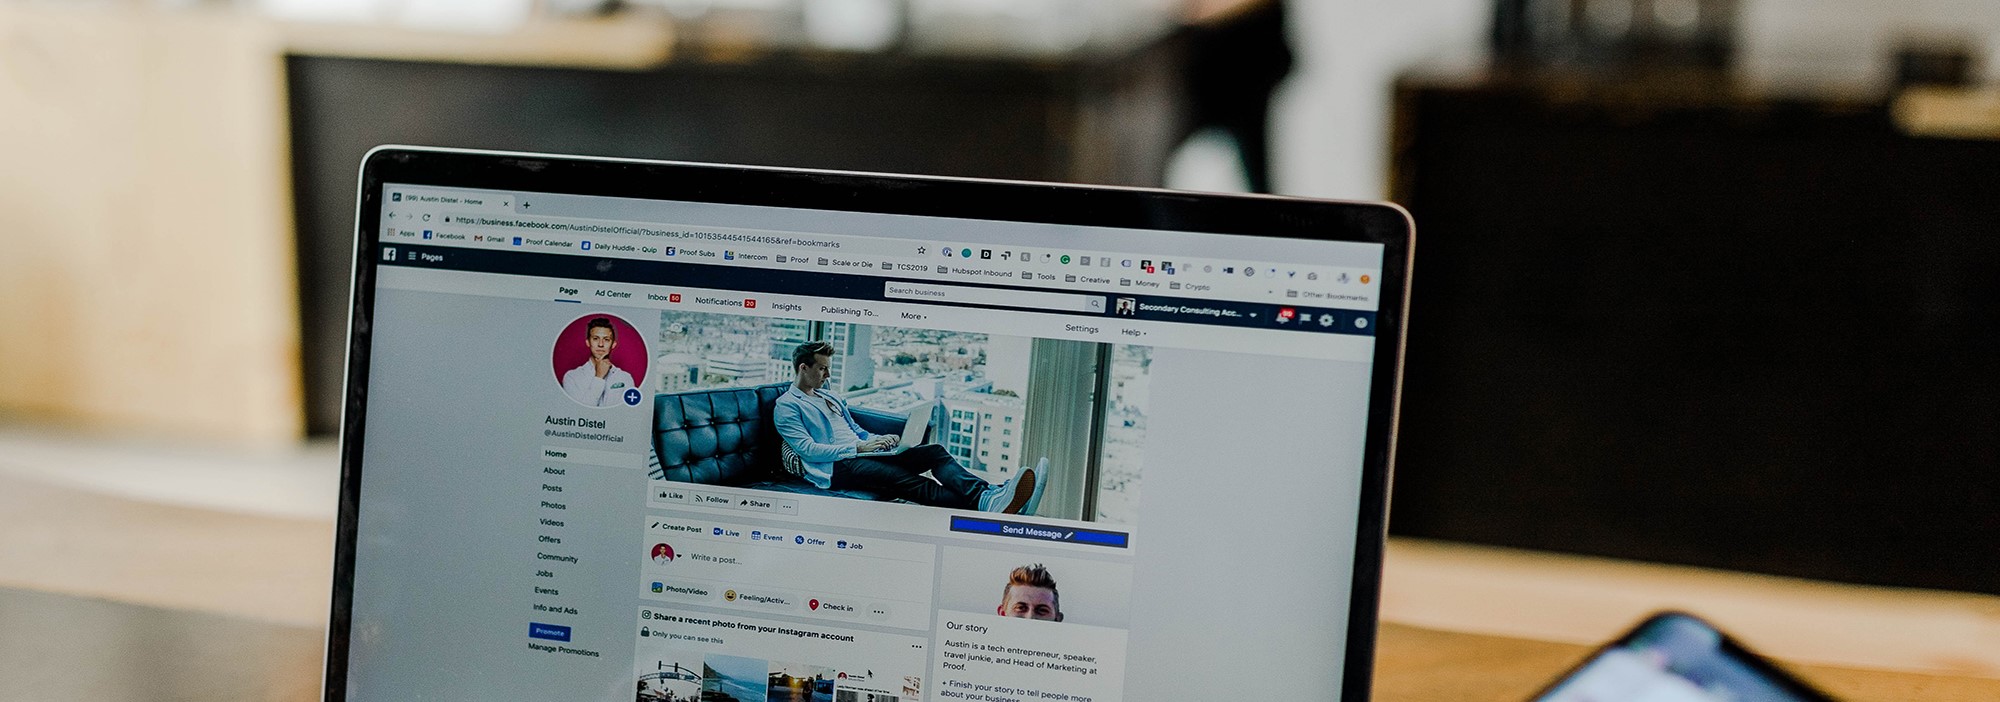 (99) Austin Distel - Home
https://business.facebook.com/AustinDistelOfficial/?business_id=10153544541544165&ref=bookmarks
Apps Facebook Gmail Proof Calendar Daily Huddle - Quip Proof Subs Intercom Proof Scale or Die TCS2019 Hubspot Inbound Tools Creative Money Crypto Other Bookmarks
Pages Search business Secondary Consulting Acc...
Page Ad Center Inbox 50 Notifications 20 Insights Publishing To... More Settings Help
Austin Distel
@AustinDistelOfficial
Home
About
Posts
Photos
Videos
Offers
Community
Jobs
Events
Info and Ads
Promote
Manage Promotions
Like Follow Share ...
Send Message
Create Post Live Event Offer Job
Write a post...
Photo/Video Feeling/Activ... Check in ...
Share a recent photo from your Instagram account
Only you can see this
Our story
Austin is a tech entrepreneur, speaker,
travel junkie, and Head of Marketing at
Proof.
+ Finish your story to tell people more
about your business.